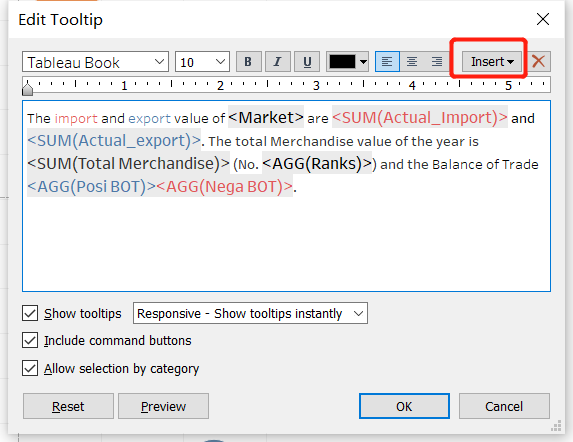 Edit Tooltip
Tableau Book 10 B I U Insert
1 2 3 4 5
The import and export value of <Market> are <SUM(Actual_Import)> and
<SUM(Actual_export)>. The total Merchandise value of the year is
<SUM(Total Merchandise)> (No. <AGG(Ranks)>) and the Balance of Trade
<AGG(Posi BOT)><AGG(Nega BOT)>.
Show tooltips Responsive - Show tooltips instantly
Include command buttons
Allow selection by category
Reset Preview OK Cancel